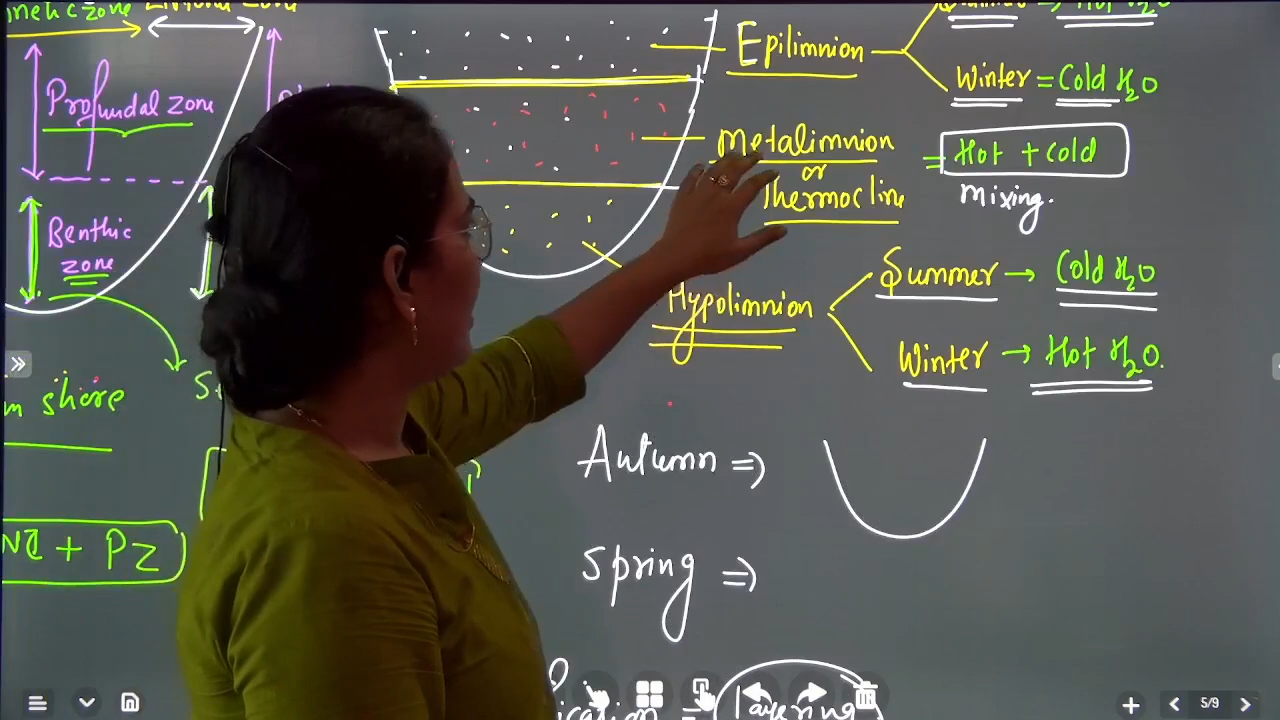 Profundal zone
Benthic
zone
shore
NZ + PZ
Epilimnion
Winter = Cold H2O
Metalimnion
or
Thermocline
= Hot + Cold
mixing.
Hypolimnion
Summer → Cold H2O
Winter → Hot H2O.
Autumn ⇒
Spring ⇒
= layering
5/9